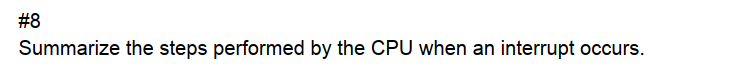 #8
Summarize the steps performed by the CPU when an interrupt occurs.